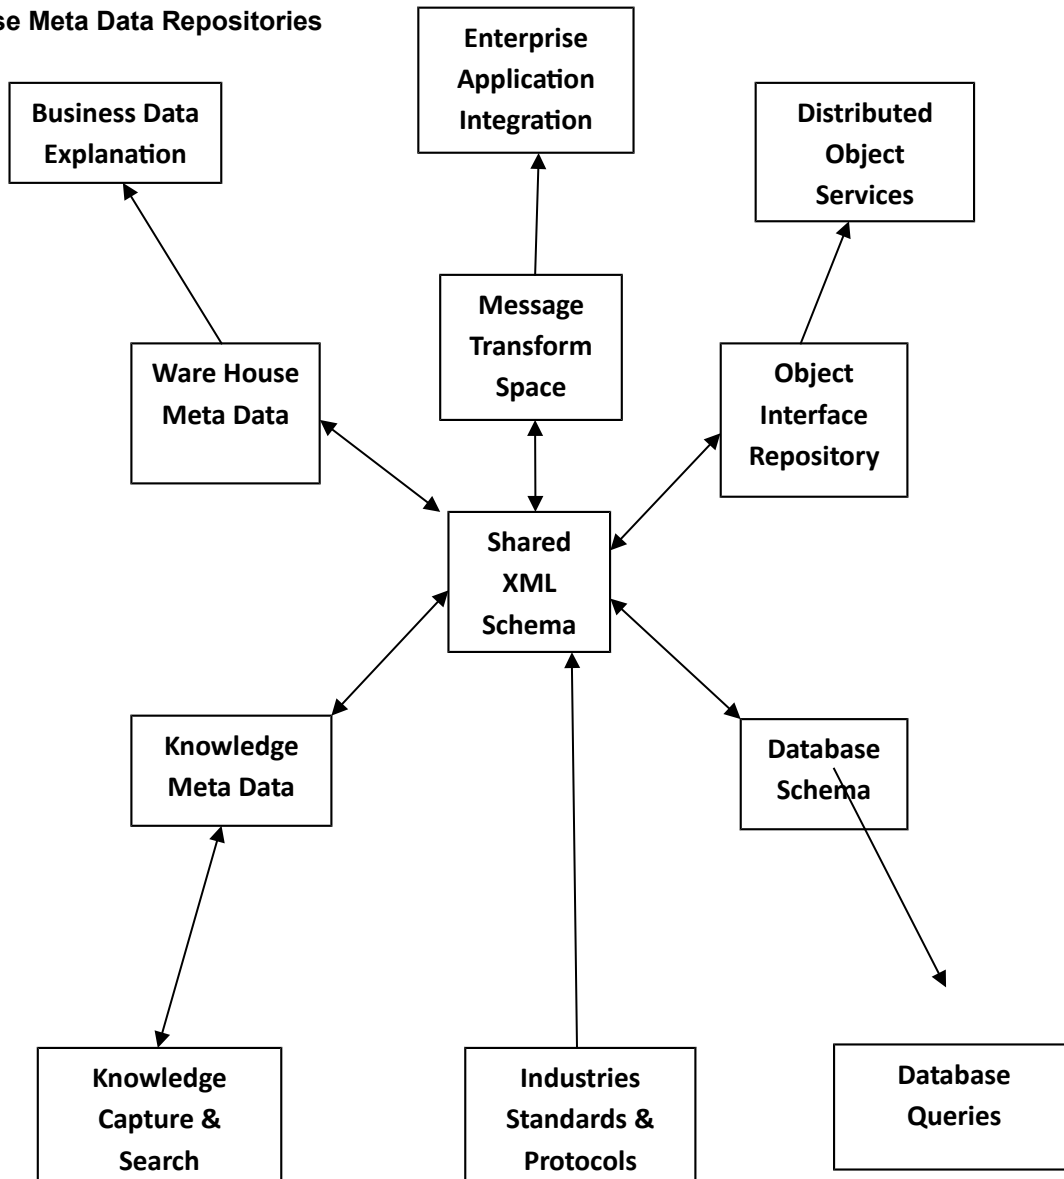 se Meta Data Repositories
Enterprise
Application
Integration
Business Data
Explanation
Distributed
Object
Services
Message
Transform
Space
Ware House
Meta Data
Object
Interface
Repository
Shared
XML
Schema
Knowledge
Meta Data
Database
Schema
Knowledge
Capture &
Search
Industries
Standards &
Protocols
Database
Queries